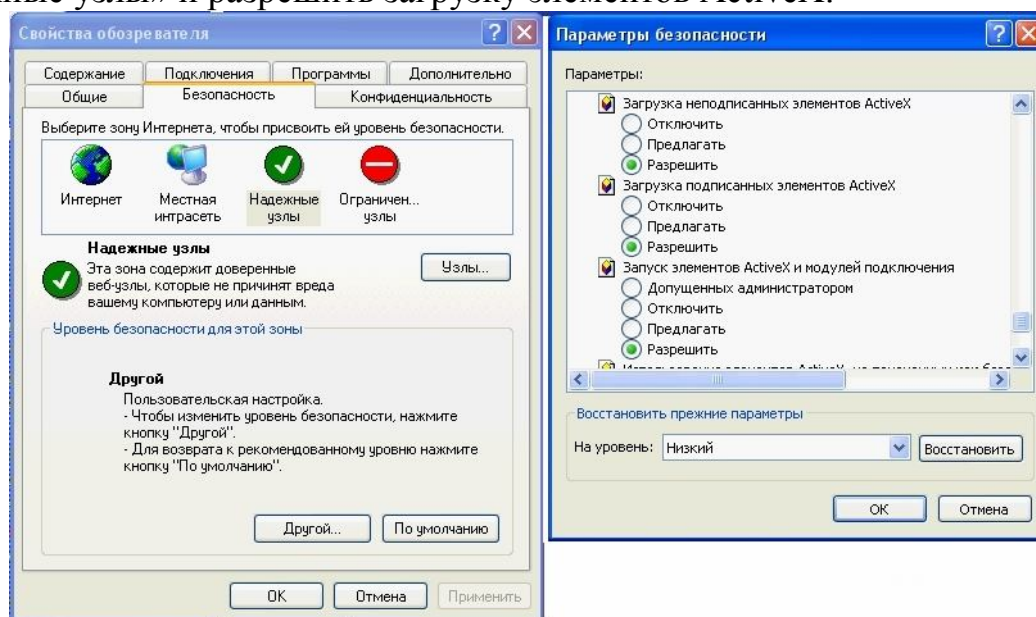 узлы» и разрешить загрузку элементов ActiveX.
Свойства обозревателя
Содержание Подключения Программы Дополнительно
Общие Безопасность Конфиденциальность
Выберите зону Интернета, чтобы присвоить ей уровень безопасности.
Интернет Местная интрасеть Надежные узлы Ограничен... узлы
Надежные узлы
Эта зона содержит доверенные
веб-узлы, которые не причинят вреда
вашему компьютеру или данным.
Узлы...
Уровень безопасности для этой зоны
Другой
Пользовательская настройка.
- Чтобы изменить уровень безопасности, нажмите
кнопку "Другой".
- Для возврата к рекомендованному уровню нажмите
кнопку "По умолчанию".
Другой... По умолчанию
OK Отмена Применить
Параметры безопасности
Параметры:
Загрузка неподписанных элементов ActiveX
Отключить
Предлагать
Разрешить
Загрузка подписанных элементов ActiveX
Отключить
Предлагать
Разрешить
Запуск элементов ActiveX и модулей подключения
Допущенных администратором
Отключить
Предлагать
Разрешить
Восстановить прежние параметры
На уровень: Низкий Восстановить
OK Отмена